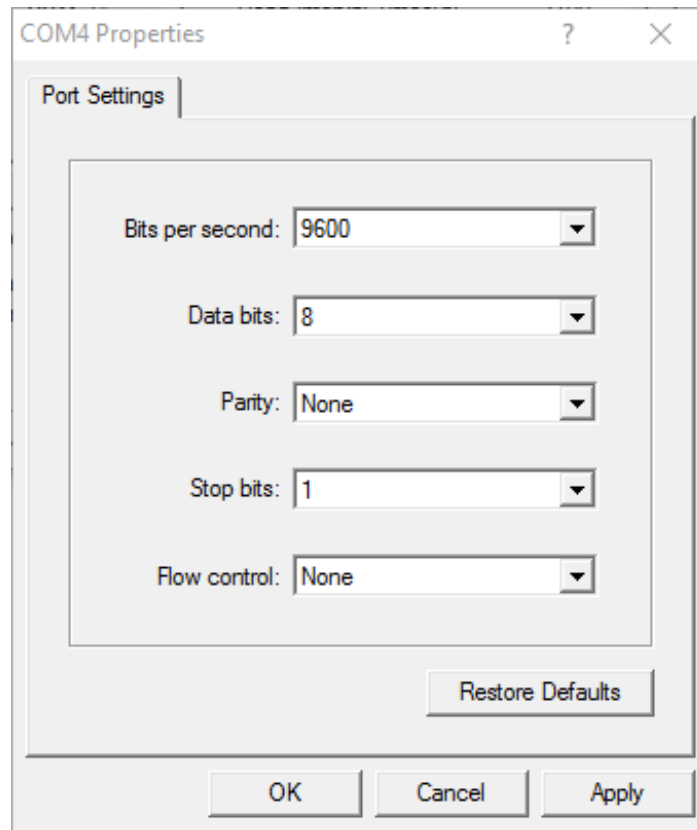 COM4 Properties ? ×
Port Settings
Bits per second: 9600
Data bits: 8
Parity: None
Stop bits: 1
Flow control: None
Restore Defaults
OK Cancel Apply